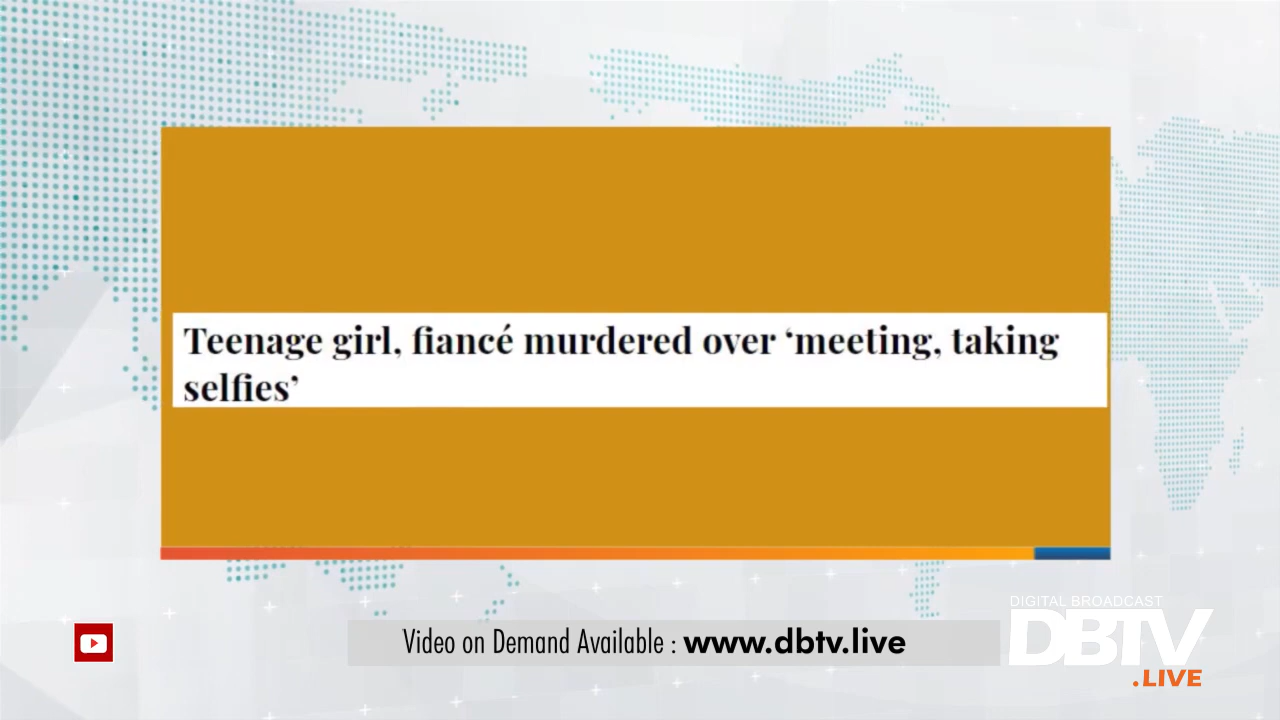 Teenage girl, fiancé murdered over ‘meeting, taking
selfies’
Video on Demand Available : www.dbtv.live
DIGITAL BROADCAST
DBTV
.LIVE